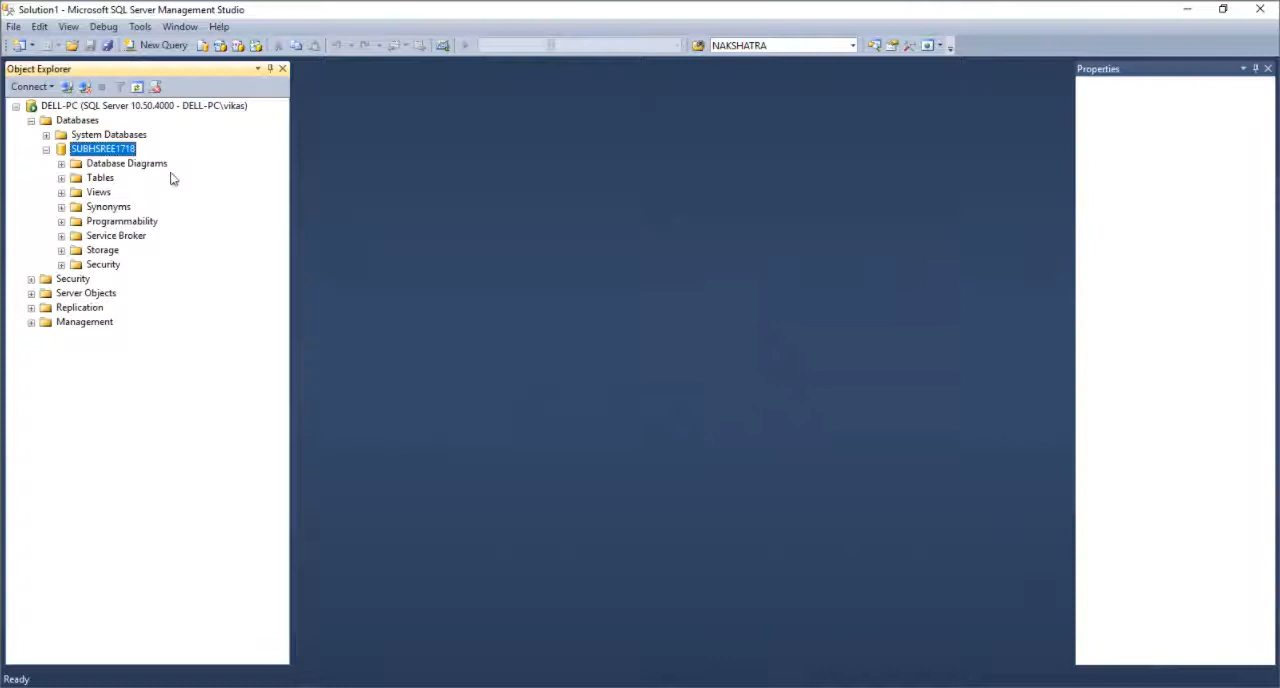 Solution1 - Microsoft SQL Server Management Studio
File Edit View Debug Tools Window Help
New Query NAKSHATRA
Object Explorer
Properties
Connect
DELL-PC (SQL Server 10.50.4000 - DELL-PC\vikas)
Databases
System Databases
SUBHSREE1718
Database Diagrams
Tables
Views
Synonyms
Programmability
Service Broker
Storage
Security
Security
Server Objects
Replication
Management
Ready